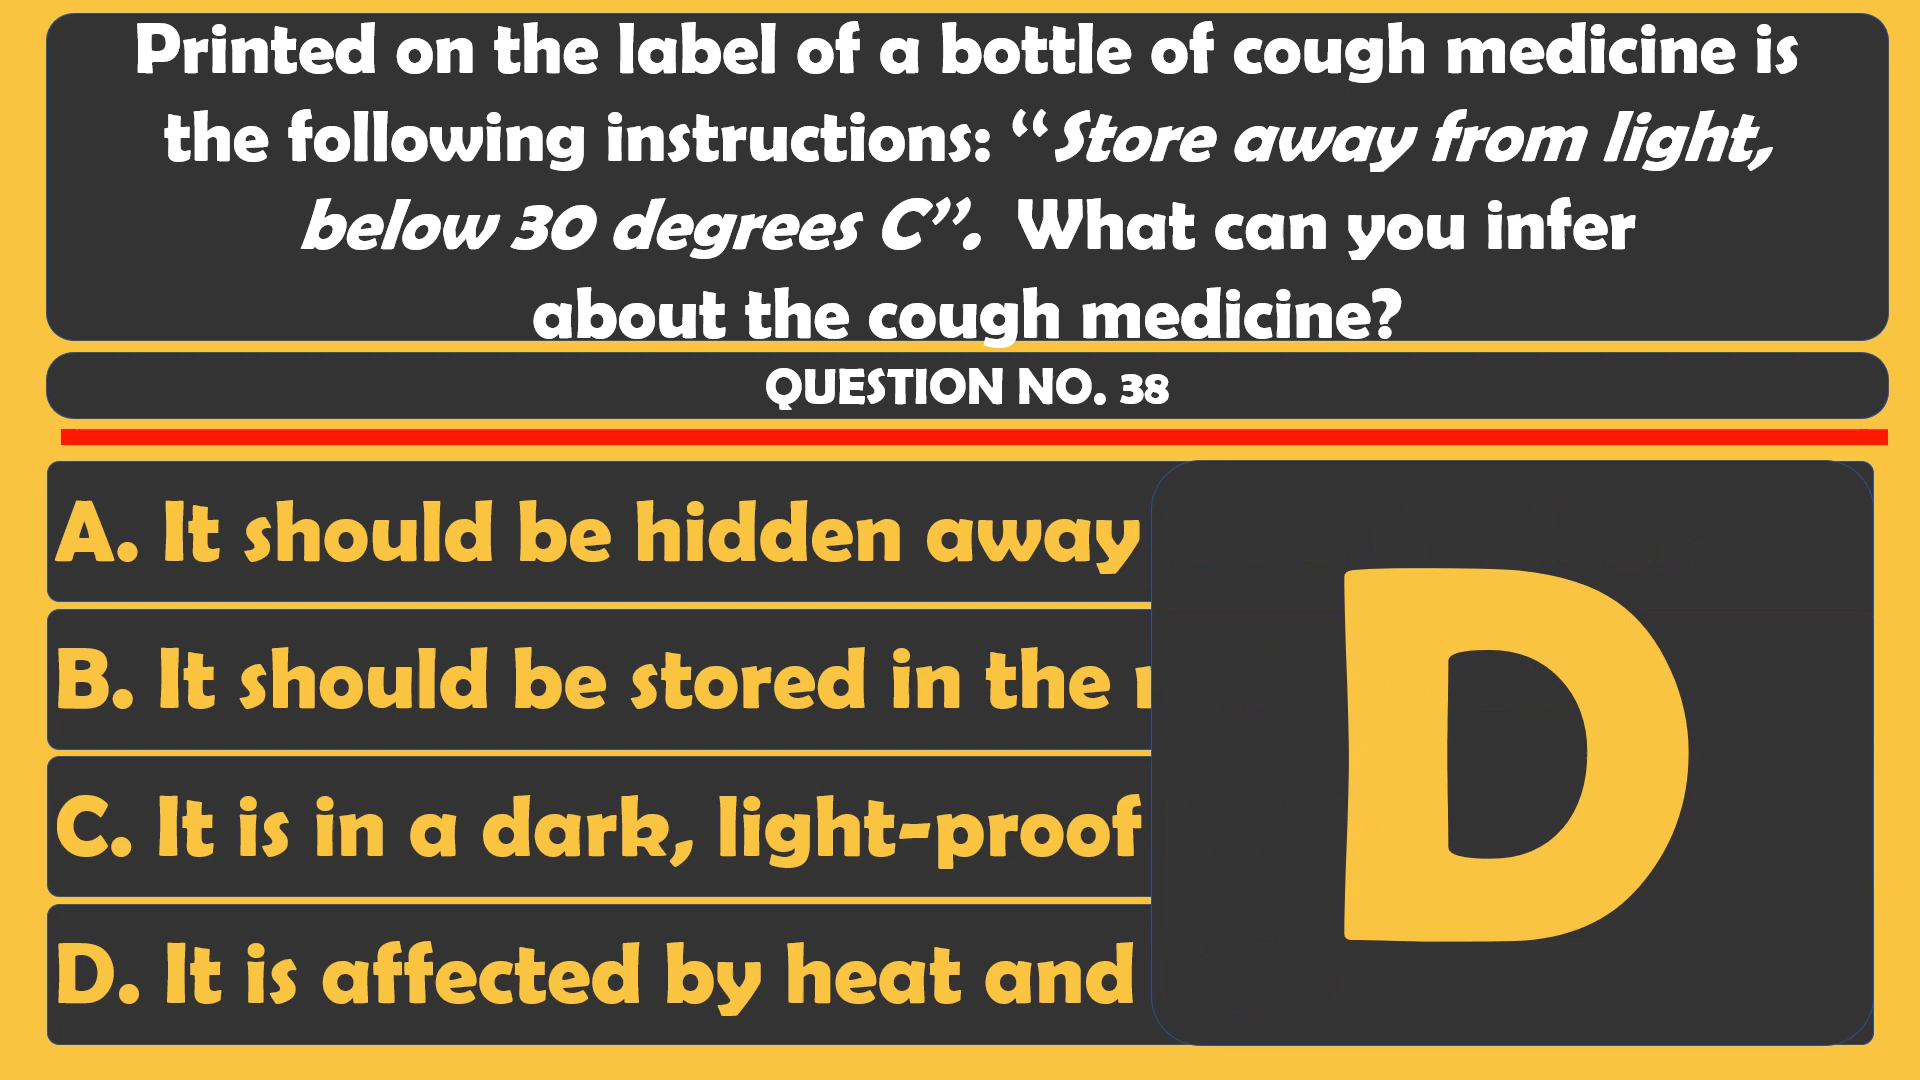 Printed on the label of a bottle of cough medicine is
the following instructions: “Store away from light,
below 30 degrees C”. What can you infer
about the cough medicine?
QUESTION NO. 38
A. It should be hidden away
B. It should be stored in the
C. It is in a dark, light-proof
D. It is affected by heat and
D